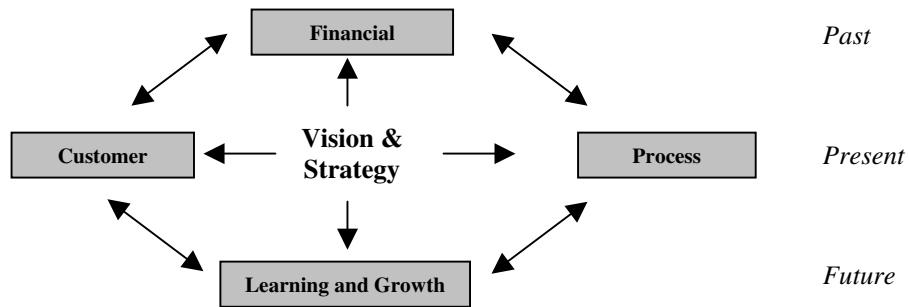 Financial
Past
Vision &
Strategy
Customer
Process
Present
Learning and Growth
Future